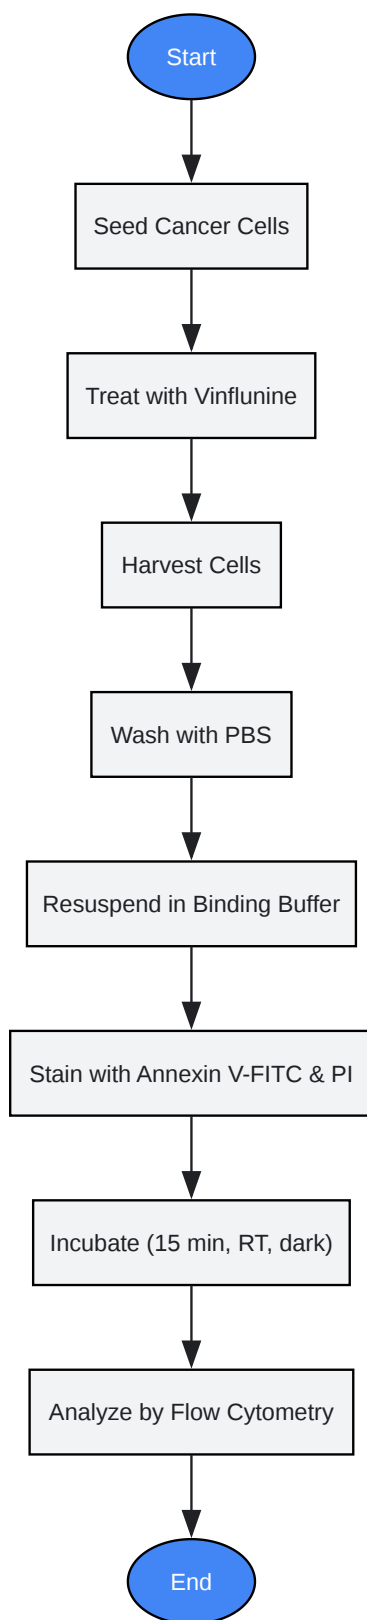 Start
Seed Cancer Cells
Treat with Vinflunine
Harvest Cells
Wash with PBS
Resuspend in Binding Buffer
Stain with Annexin V-FITC & PI
Incubate (15 min, RT, dark)
Analyze by Flow Cytometry
End